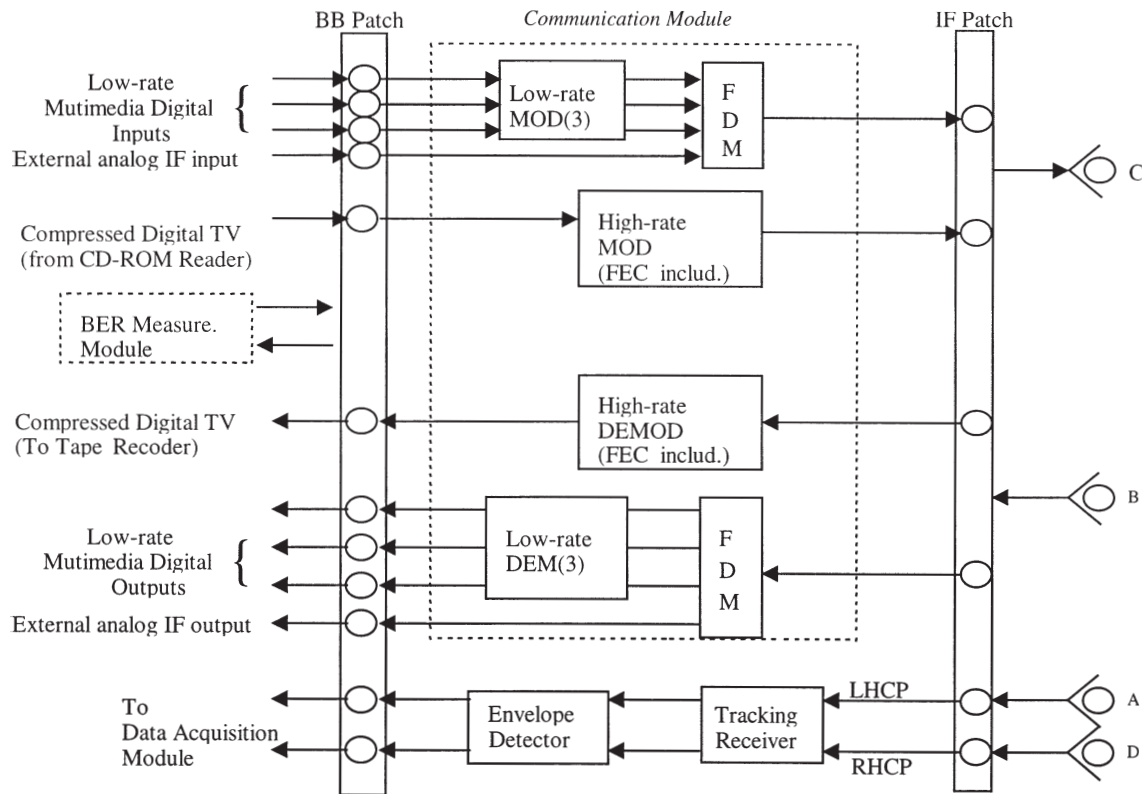 BB Patch
Communication Module
IF Patch
Low-rate
Mutimedia Digital
Inputs
{
External analog IF input
Low-rate
MOD(3)
F
D
M
C
Compressed Digital TV
(from CD-ROM Reader)
High-rate
MOD
(FEC includ.)
BER Measure.
Module
Compressed Digital TV
(To Tape Recoder)
High-rate
DEMOD
(FEC includ.)
B
Low-rate
Mutimedia Digital
Outputs
{
External analog IF output
Low-rate
DEM(3)
F
D
M
To
Data Acquisition
Module
Envelope
Detector
Tracking
Receiver
LHCP
RHCP
A
D